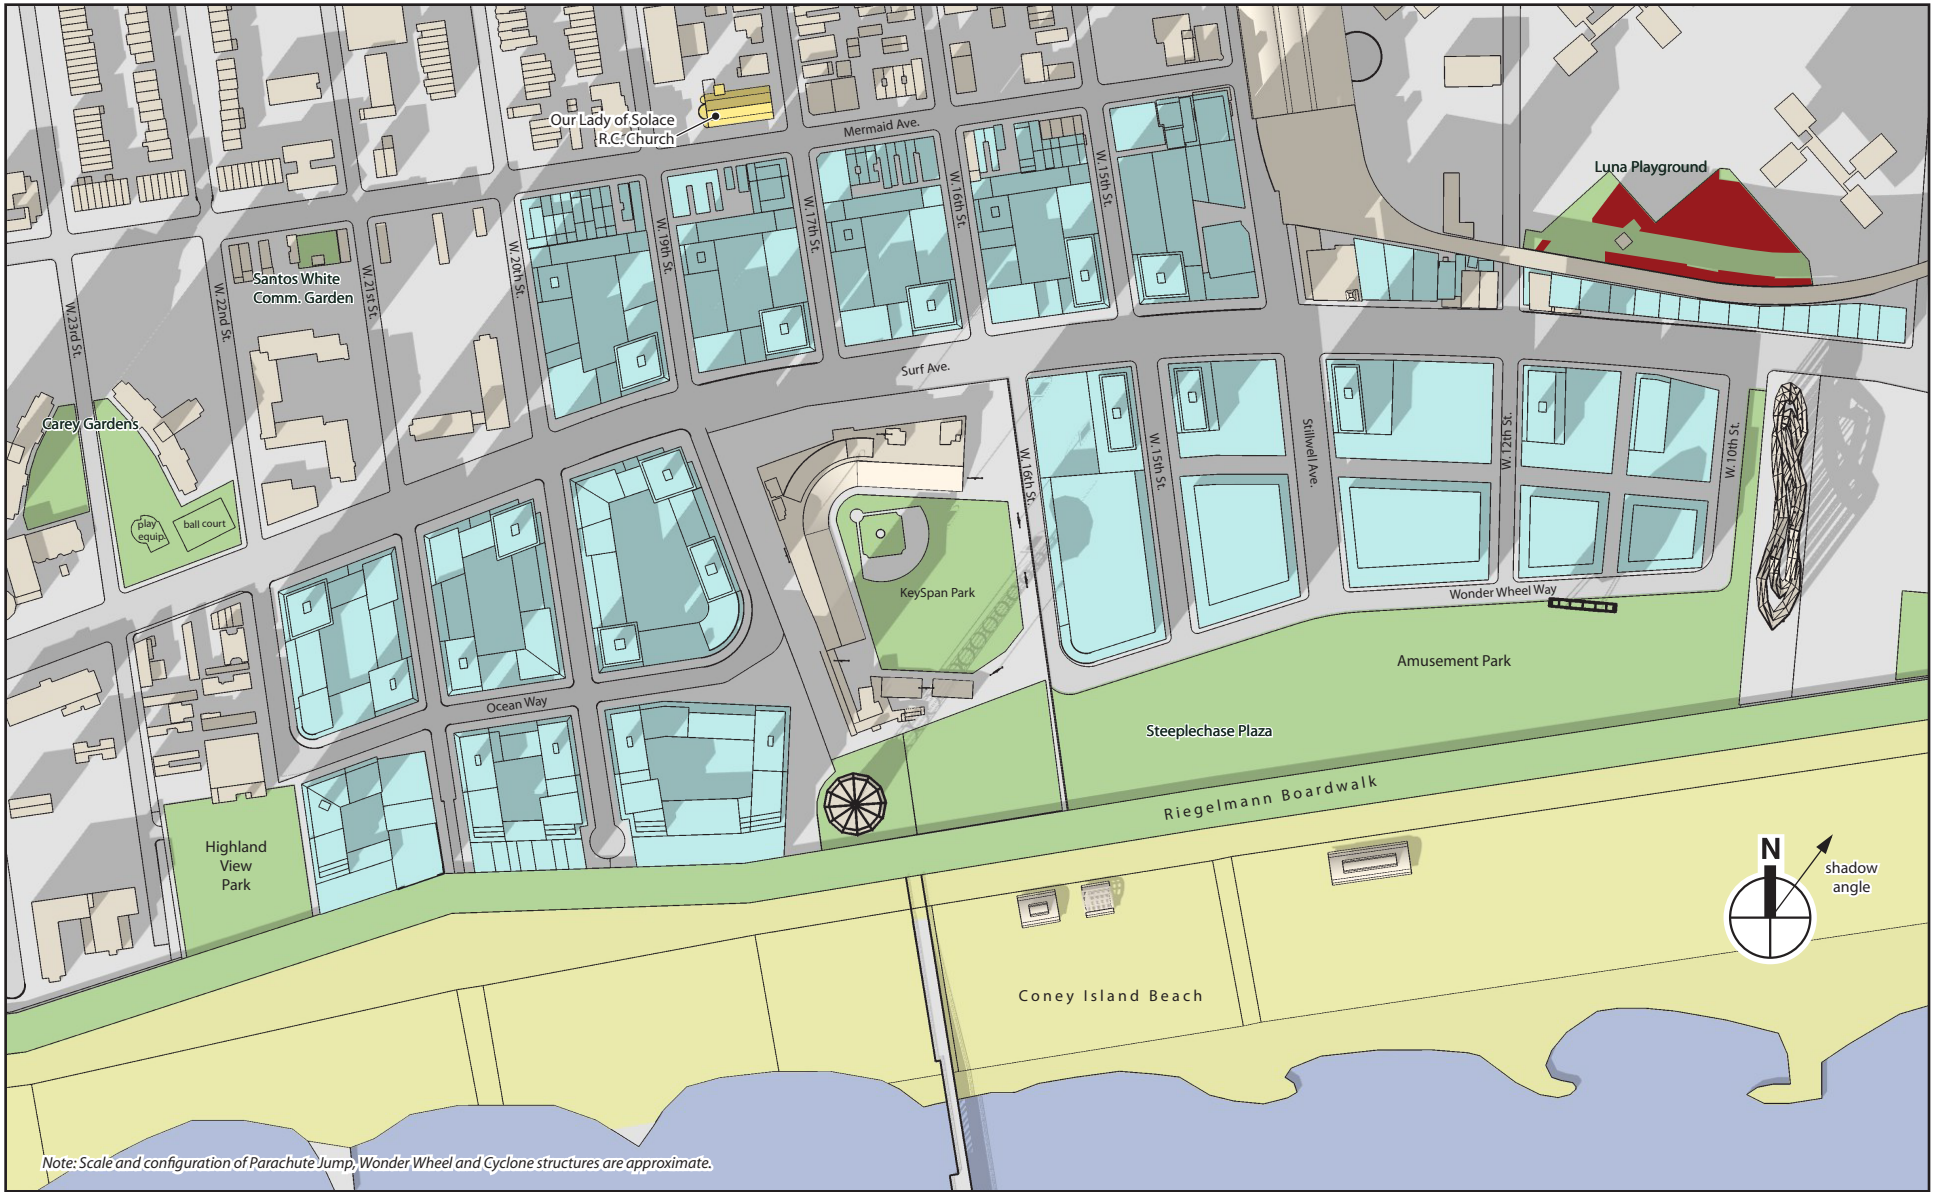 Our Lady of Solace
R.C. Church
Mermaid Ave.
Luna Playground
W. 15th St.
W. 16th St.
W. 17th St.
W. 19th St.
W. 20th St.
W. 21st St.
W. 22nd St.
W. 23rd St.
Santos White
Comm. Garden
Surf Ave.
Carey Gardens
play
equip.
ball court
W. 16th St.
W. 15th St.
Stillwell Ave.
W. 12th St.
W. 10th St.
KeySpan Park
Wonder Wheel Way
Amusement Park
Ocean Way
Steeplechase Plaza
Riegelmann Boardwalk
Highland
View
Park
N
shadow
angle
Coney Island Beach
Note: Scale and configuration of Parachute Jump, Wonder Wheel and Cyclone structures are approximate.